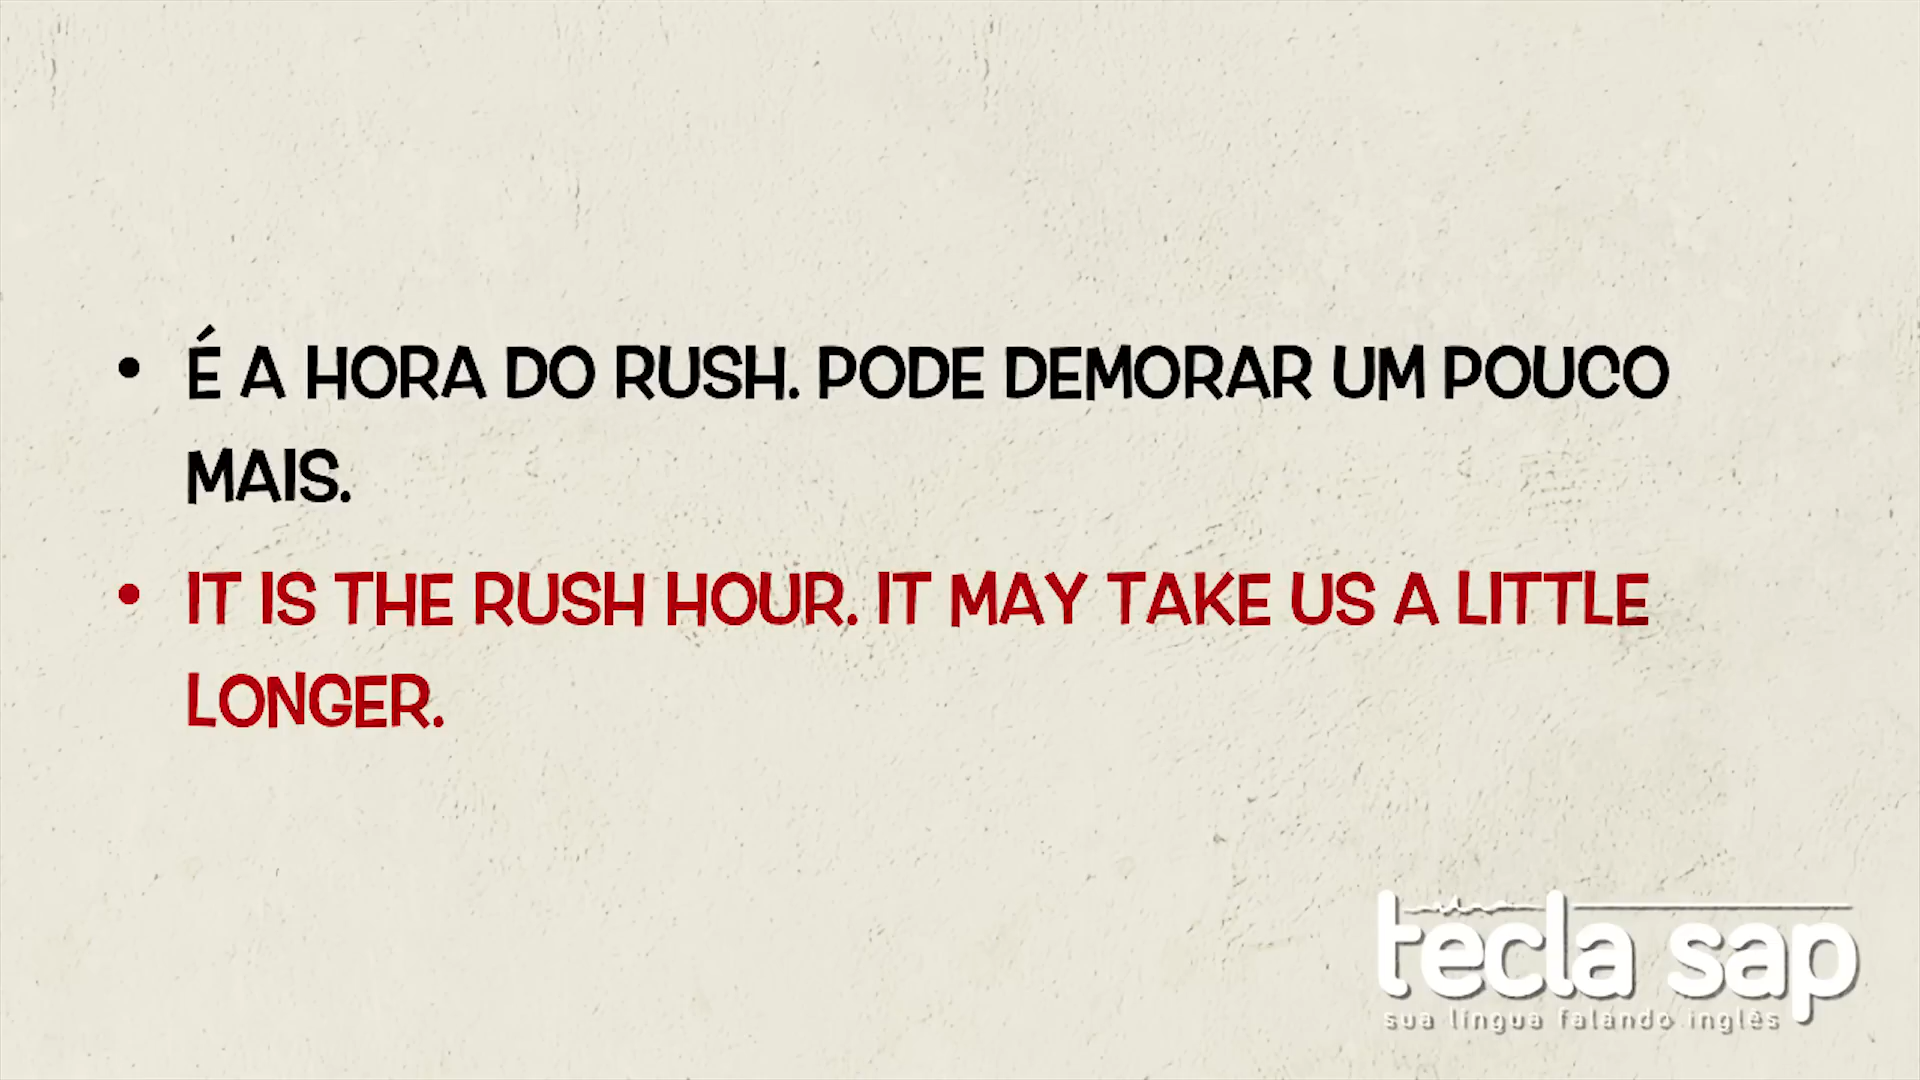 • É A HORA DO RUSH. PODE DEMORAR UM POUCO
MAIS.
• IT IS THE RUSH HOUR. IT MAY TAKE US A LITTLE
LONGER.
tecla sap
sua língua falando inglês